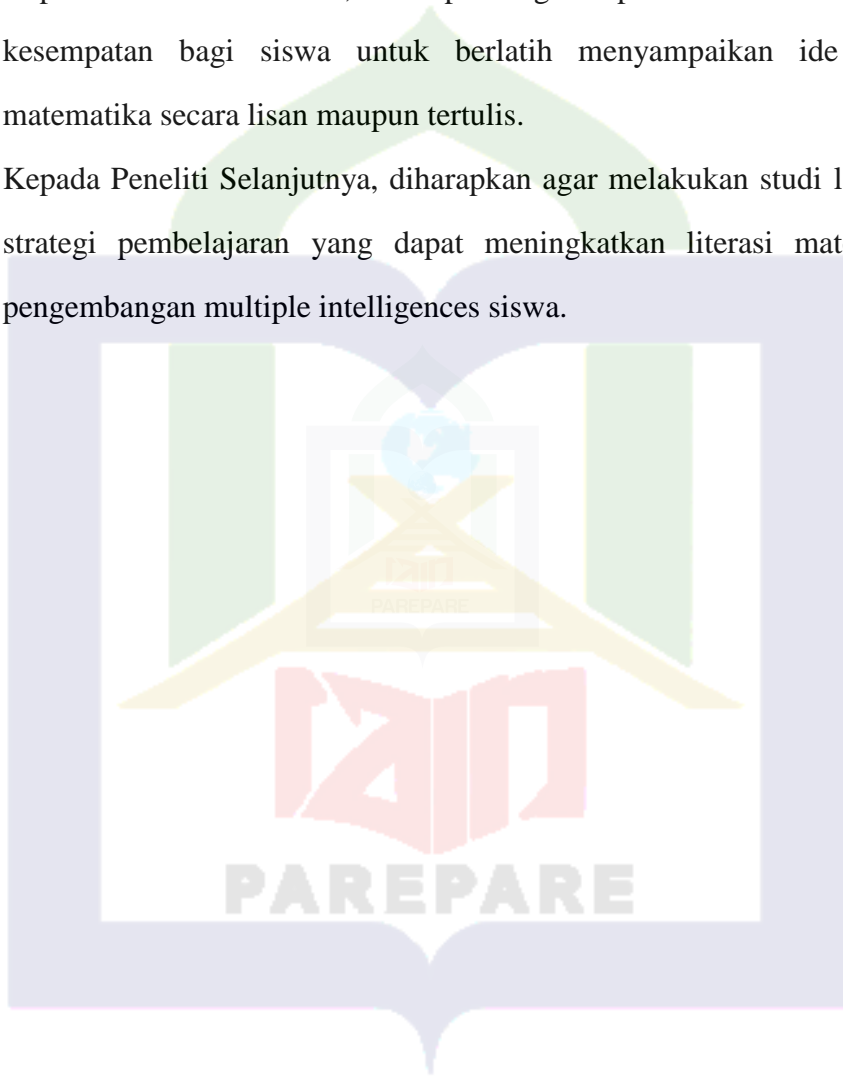 kesempatan bagi siswa untuk berlatih menyampaikan ide
matematika secara lisan maupun tertulis.
Kepada Peneliti Selanjutnya, diharapkan agar melakukan studi l
strategi pembelajaran yang dapat meningkatkan literasi mat
pengembangan multiple intelligences siswa.
PAREPARE
PAREPARE